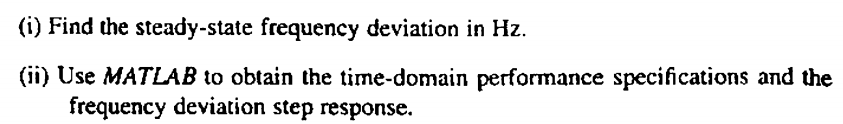 (i) Find the steady-state frequency deviation in Hz.
(ii) Use MATLAB to obtain the time-domain performance specifications and the
frequency deviation step response.